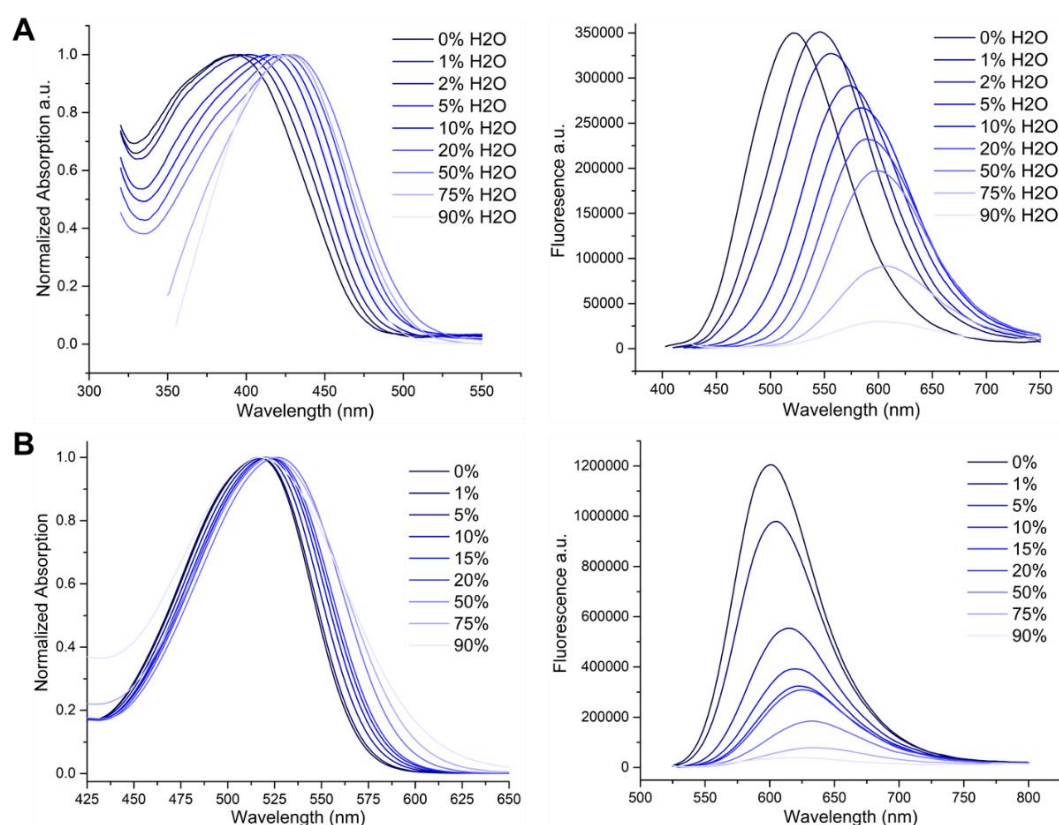 A
Normalized Absorption a.u.
1.0
0.8
0.6
0.4
0.2
0.0
300
350
400
450
500
550
Wavelength (nm)
0% H2O
1% H2O
2% H2O
5% H2O
10% H2O
20% H2O
50% H2O
75% H2O
90% H2O
Fluoresence a.u.
350000
300000
250000
200000
150000
100000
50000
0
400
450
500
550
600
650
700
750
Wavelength (nm)
0% H2O
1% H2O
2% H2O
5% H2O
10% H2O
20% H2O
50% H2O
75% H2O
90% H2O
B
Normalized Absorption
1.0
0.8
0.6
0.4
0.2
0.0
425
450
475
500
525
550
575
600
625
650
Wavelength (nm)
0%
1%
5%
10%
15%
20%
50%
75%
90%
Fluorescence a.u.
1200000
1000000
800000
600000
400000
200000
0
500
550
600
650
700
750
800
Wavelength (nm)
0%
1%
5%
10%
15%
20%
50%
75%
90%